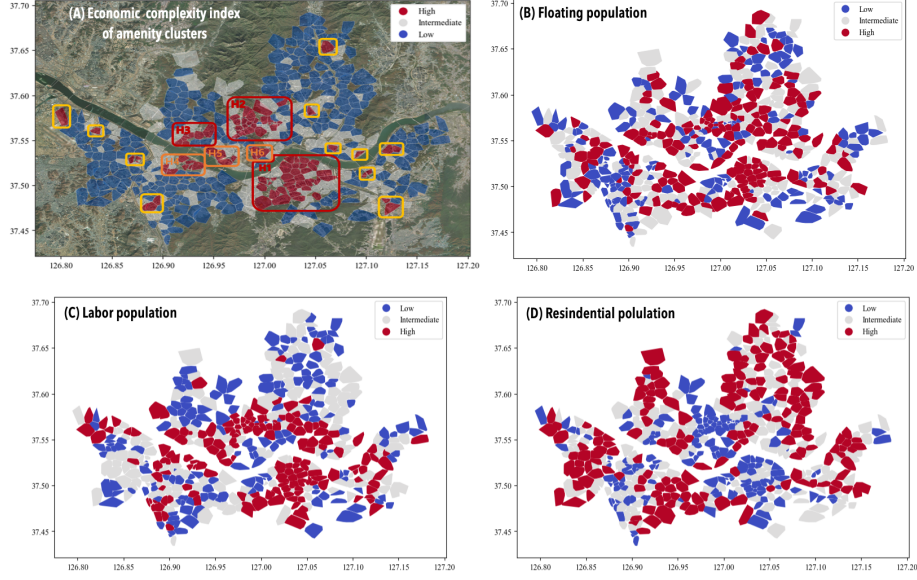 (A) Economic complexity index
of amenity clusters
High
Intermediate
Low
H2
H3
H5
H6
H1
37.70
37.65
37.60
37.55
37.50
37.45
126.80 126.85 126.90 126.95 127.00 127.05 127.10 127.15 127.20
(B) Floating population
Low
Intermediate
High
37.70
37.65
37.60
37.55
37.50
37.45
126.80 126.85 126.90 126.95 127.00 127.05 127.10 127.15 127.20
(C) Labor population
Low
Intermediate
High
37.70
37.65
37.60
37.55
37.50
37.45
126.80 126.85 126.90 126.95 127.00 127.05 127.10 127.15 127.20
(D) Resindential polulation
Low
Intermediate
High
37.70
37.65
37.60
37.55
37.50
37.45
126.80 126.85 126.90 126.95 127.00 127.05 127.10 127.15 127.20